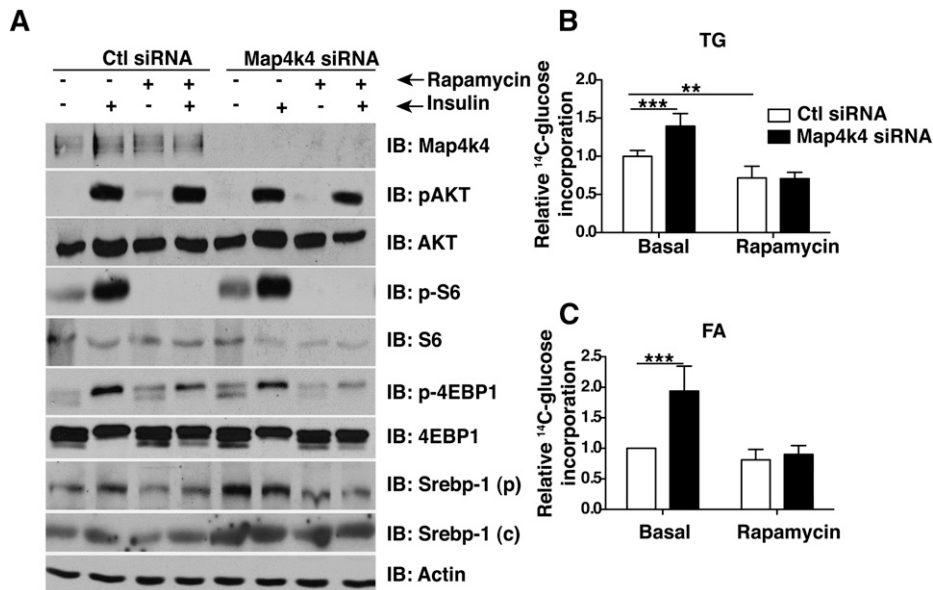 A
Ctl siRNA Map4k4 siRNA
- - + + - - + + Rapamycin
- + - + - + - + Insulin
IB: Map4k4
IB: pAKT
IB: AKT
IB: p-S6
IB: S6
IB: p-4EBP1
IB: 4EBP1
IB: Srebp-1 (p)
IB: Srebp-1 (c)
IB: Actin
B
TG
Relative ¹⁴C-glucose
incorporation
2.0
1.5
1.0
0.5
0.0
**
***
Ctl siRNA
Map4k4 siRNA
Basal Rapamycin
C
FA
Relative ¹⁴C-glucose
incorporation
2.5
2.0
1.5
1.0
0.5
0.0
***
Basal Rapamycin